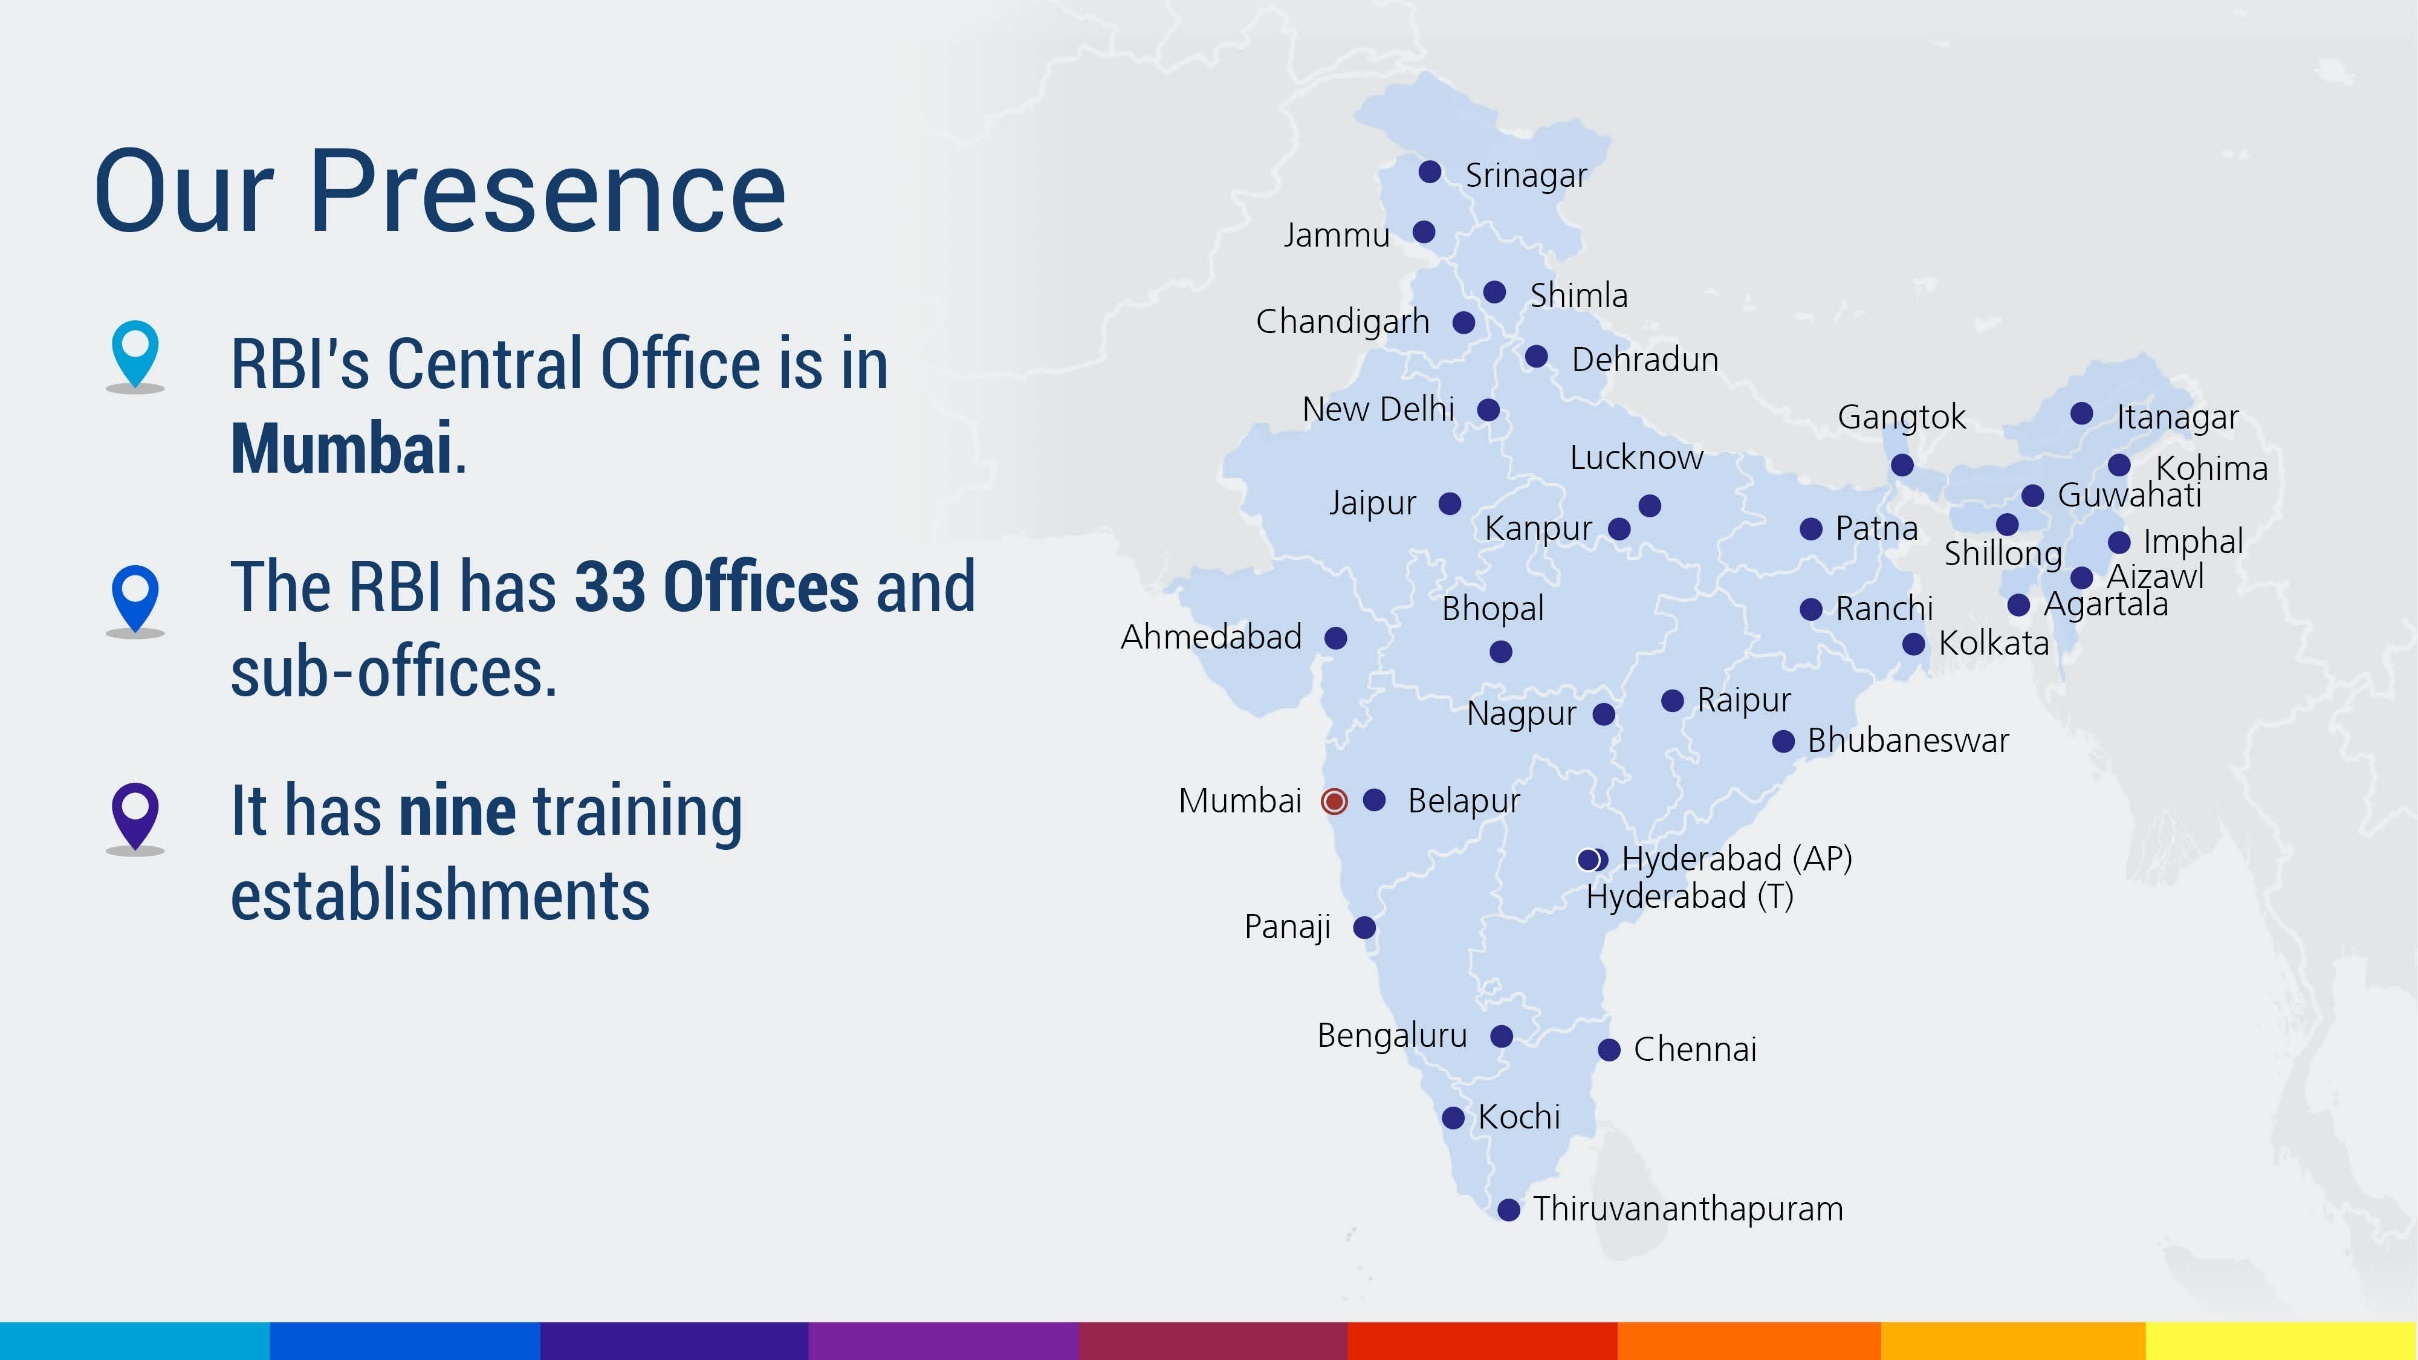 Our Presence
RBI's Central Office is in
Mumbai.
The RBI has 33 Offices and
sub-offices.
It has nine training
establishments
Srinagar
Jammu
Shimla
Chandigarh
Dehradun
New Delhi
Gangtok
Itanagar
Lucknow
Kohima
Guwahati
Jaipur
Kanpur
Patna
Shillong
Imphal
Aizawl
Agartala
Bhopal
Ranchi
Ahmedabad
Kolkata
Nagpur
Raipur
Bhubaneswar
Mumbai
Belapur
Hyderabad (AP)
Hyderabad (T)
Panaji
Bengaluru
Chennai
Kochi
Thiruvananthapuram